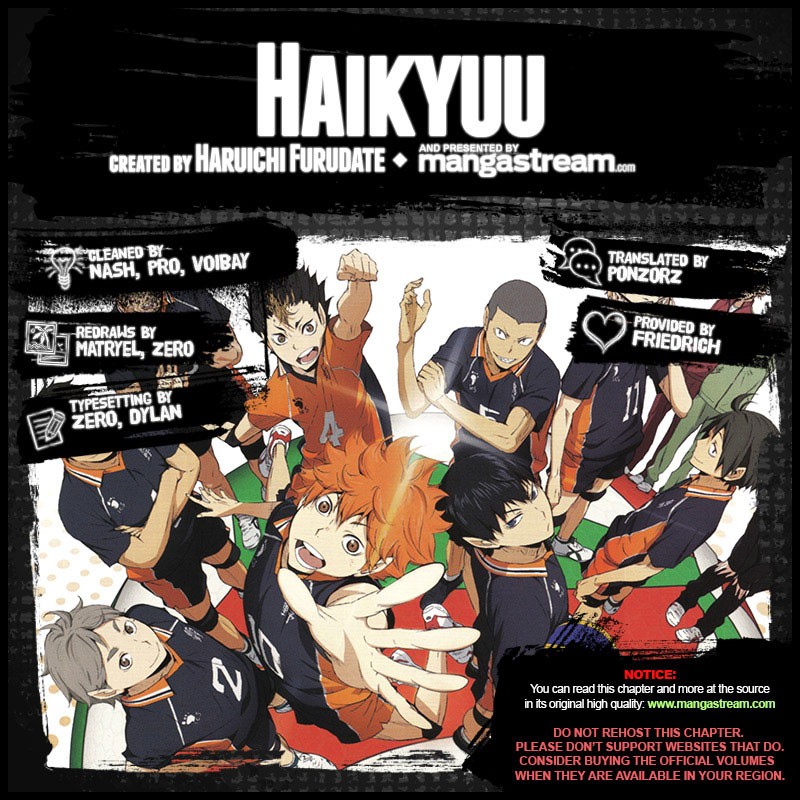 HAIKYUU
CREATED BY HARUICHI FURUDATE ◆ AND PRESENTED BY mangastream.com
CLEANED BY
NASH, PRO, VOIBAY
REDRAWS BY
MATRYEL, ZERO
TYPESETTING BY
ZERO, DYLAN
TRANSLATED BY
PONZORZ
PROVIDED BY
FRIEDRICH
4
11
2
NOTICE:
You can read this chapter and more at the source
in its original high quality: www.mangastream.com
DO NOT REHOST THIS CHAPTER.
PLEASE DON'T SUPPORT WEBSITES THAT DO.
CONSIDER BUYING THE OFFICIAL VOLUMES
WHEN THEY ARE AVAILABLE IN YOUR REGION.